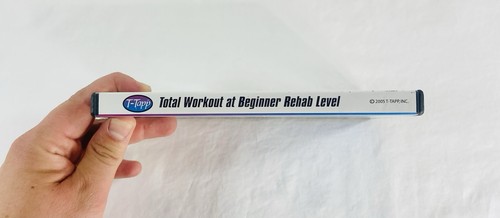 T-Tapp Total Workout at Beginner Rehab Level © 2005 T-TAPP, INC.